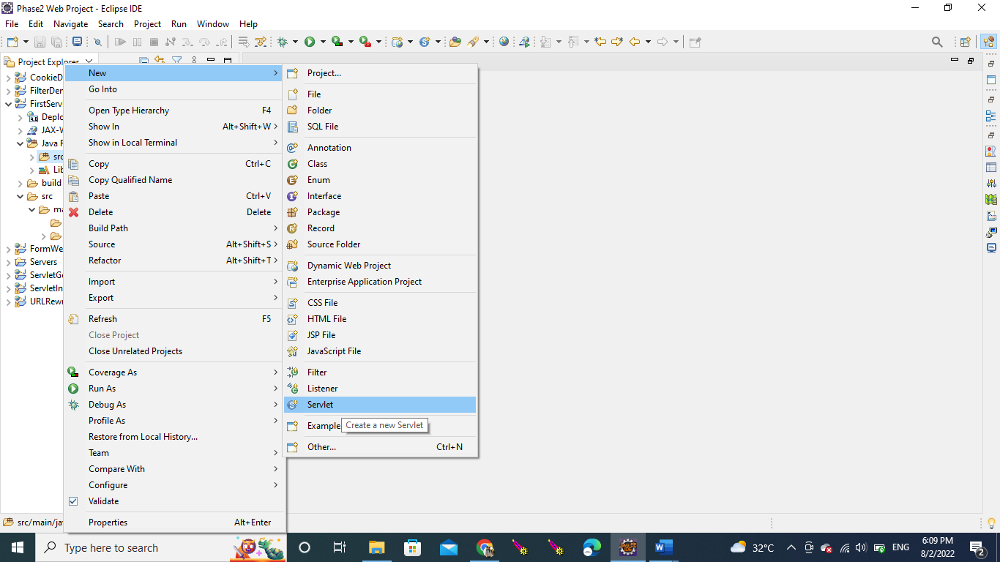 Phase2 Web Project - Eclipse IDE
File Edit Navigate Search Project Run Window Help
Project Explorer
CookieD
FilterDer
FirstServ
Deplo
JAX-W
Java R
src
Lib
build
src
ma
FormWe
Servers
ServletGe
ServletIn
URLRewr
New
Go Into
Open Type Hierarchy F4
Show In Alt+Shift+W
Show in Local Terminal
Copy Ctrl+C
Copy Qualified Name
Paste Ctrl+V
Delete Delete
Build Path
Source Alt+Shift+S
Refactor Alt+Shift+T
Import
Export
Refresh F5
Close Project
Close Unrelated Projects
Coverage As
Run As
Debug As
Profile As
Restore from Local History...
Team
Compare With
Configure
Validate
Properties Alt+Enter
Project...
File
Folder
SQL File
Annotation
Class
Enum
Interface
Package
Record
Source Folder
Dynamic Web Project
Enterprise Application Project
CSS File
HTML File
JSP File
JavaScript File
Filter
Listener
Servlet
Example
Create a new Servlet
Other... Ctrl+N
src/main/ja
Type here to search
32°C
ENG
6:09 PM
8/2/2022
2